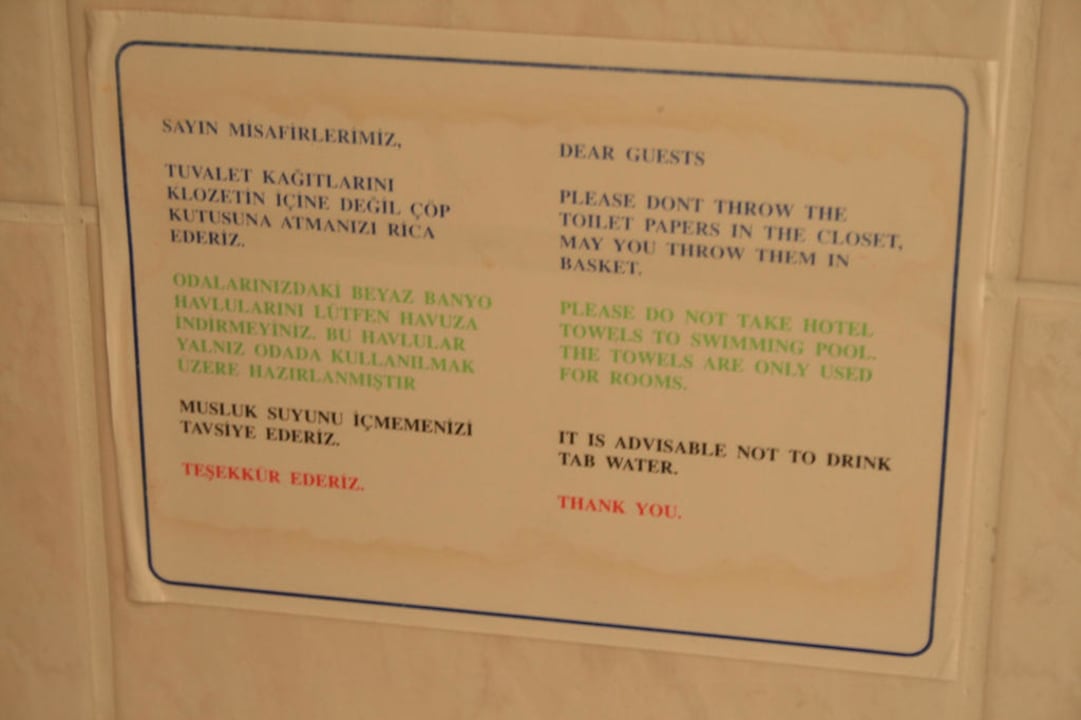 SAYIN MİSAFİRLERİMİZ,
TUVALET KAĞITLARINI
KLOZETİN İÇİNE DEĞİL ÇÖP
KUTUSUNA ATMANIZI RİCA
EDERİZ.
ODALARINIZDAKİ BEYAZ BANYO
HAVLULARINI LÜTFEN HAVUZA
İNDİRMEYİNİZ. BU HAVLULAR
YALNIZ ODADA KULLANILMAK
ÜZERE HAZIRLANMIŞTIR
MUSLUK SUYUNU İÇMEMENİZİ
TAVSİYE EDERİZ.
TEŞEKKÜR EDERİZ.
DEAR GUESTS
PLEASE DONT THROW THE
TOILET PAPERS IN THE CLOSET,
MAY YOU THROW THEM IN
BASKET.
PLEASE DO NOT TAKE HOTEL
TOWELS TO SWIMMING POOL.
THE TOWELS ARE ONLY USED
FOR ROOMS.
IT IS ADVISABLE NOT TO DRINK
TAB WATER.
THANK YOU.